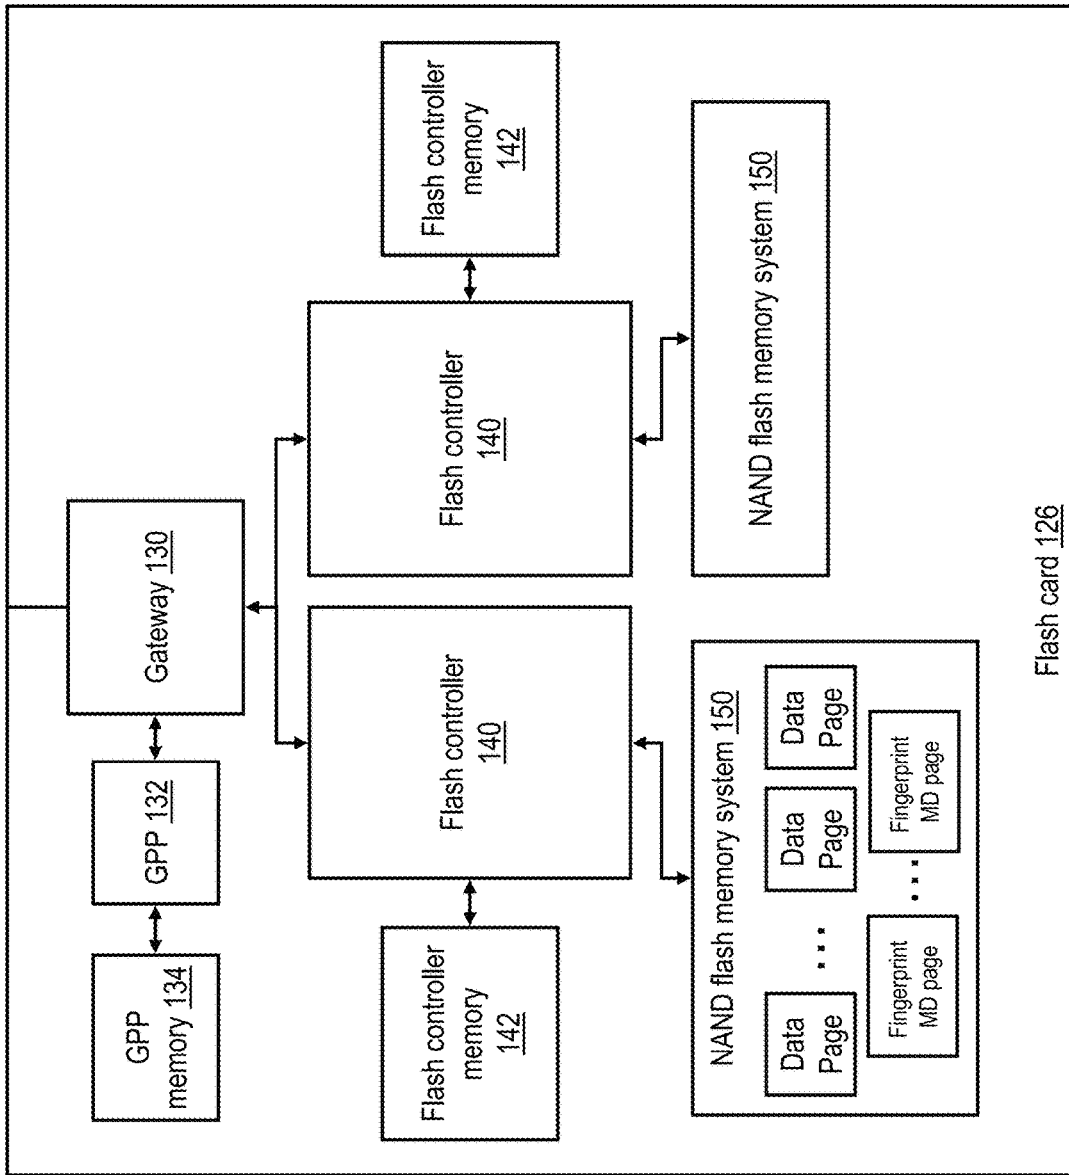 GPP
memory 134
GPP 132
Gateway 130
Flash controller
memory
142
Flash controller
140
Flash controller
140
Flash controller
memory
142
NAND flash memory system 150
Data
Page
...
Data
Page
Data
Page
Fingerprint
MD page
...
Fingerprint
MD page
NAND flash memory system 150
Flash card 126